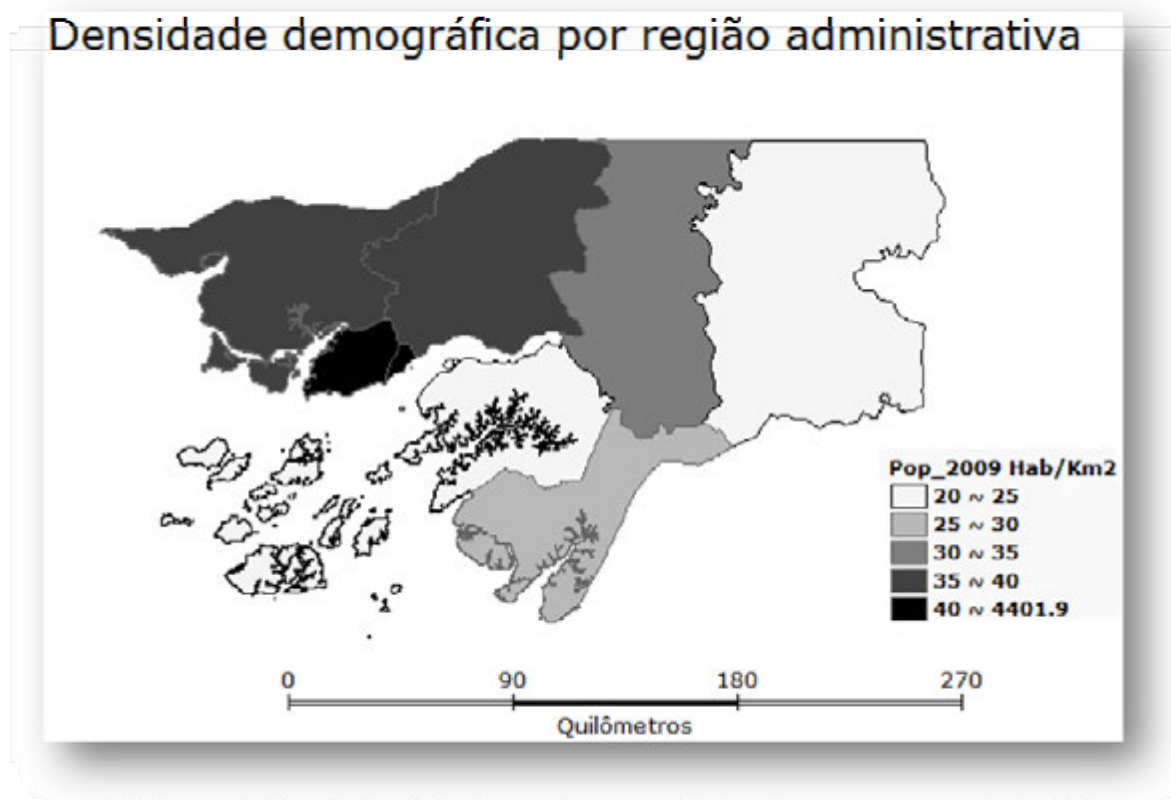 Densidade demográfica por região administrativa
Pop_2009 Hab/Km2
20 ~ 25
25 ~ 30
30 ~ 35
35 ~ 40
40 ~ 4401.9
0 90 180 270
Quilômetros